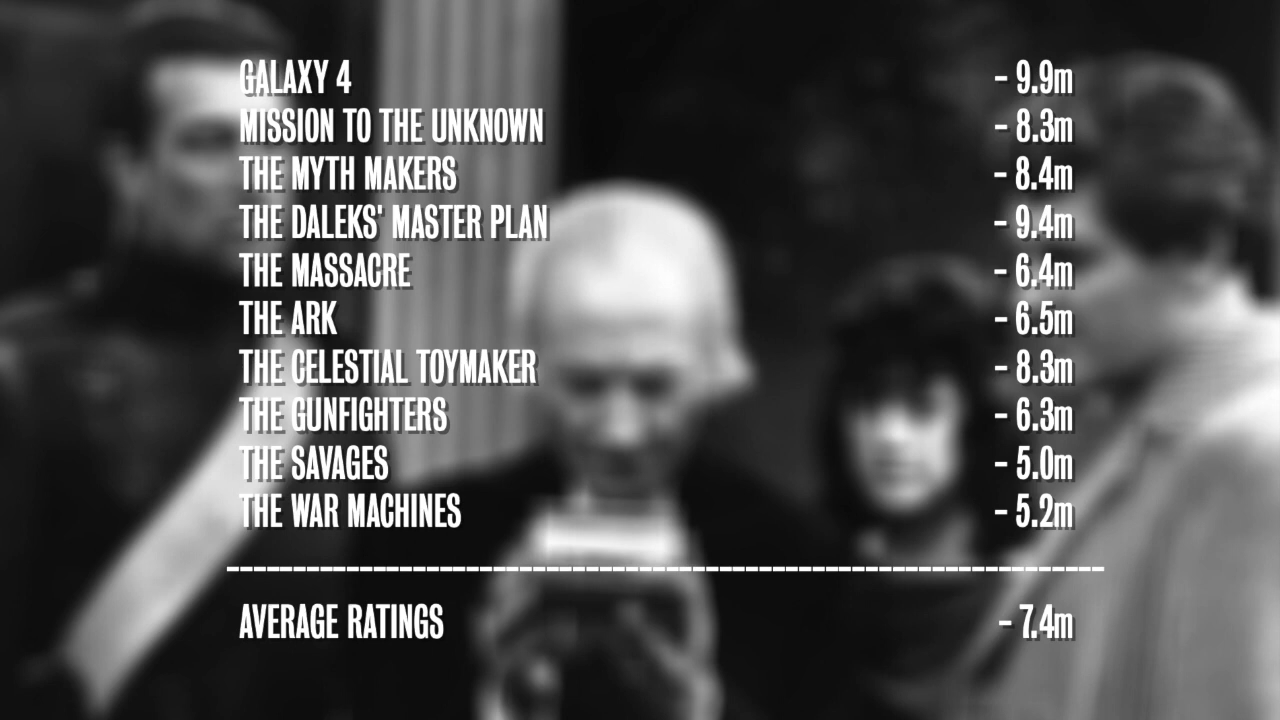 GALAXY 4 - 9.9m
MISSION TO THE UNKNOWN - 8.3m
THE MYTH MAKERS - 8.4m
THE DALEKS' MASTER PLAN - 9.4m
THE MASSACRE - 6.4m
THE ARK - 6.5m
THE CELESTIAL TOYMAKER - 8.3m
THE GUNFIGHTERS - 6.3m
THE SAVAGES - 5.0m
THE WAR MACHINES - 5.2m
AVERAGE RATINGS - 7.4m